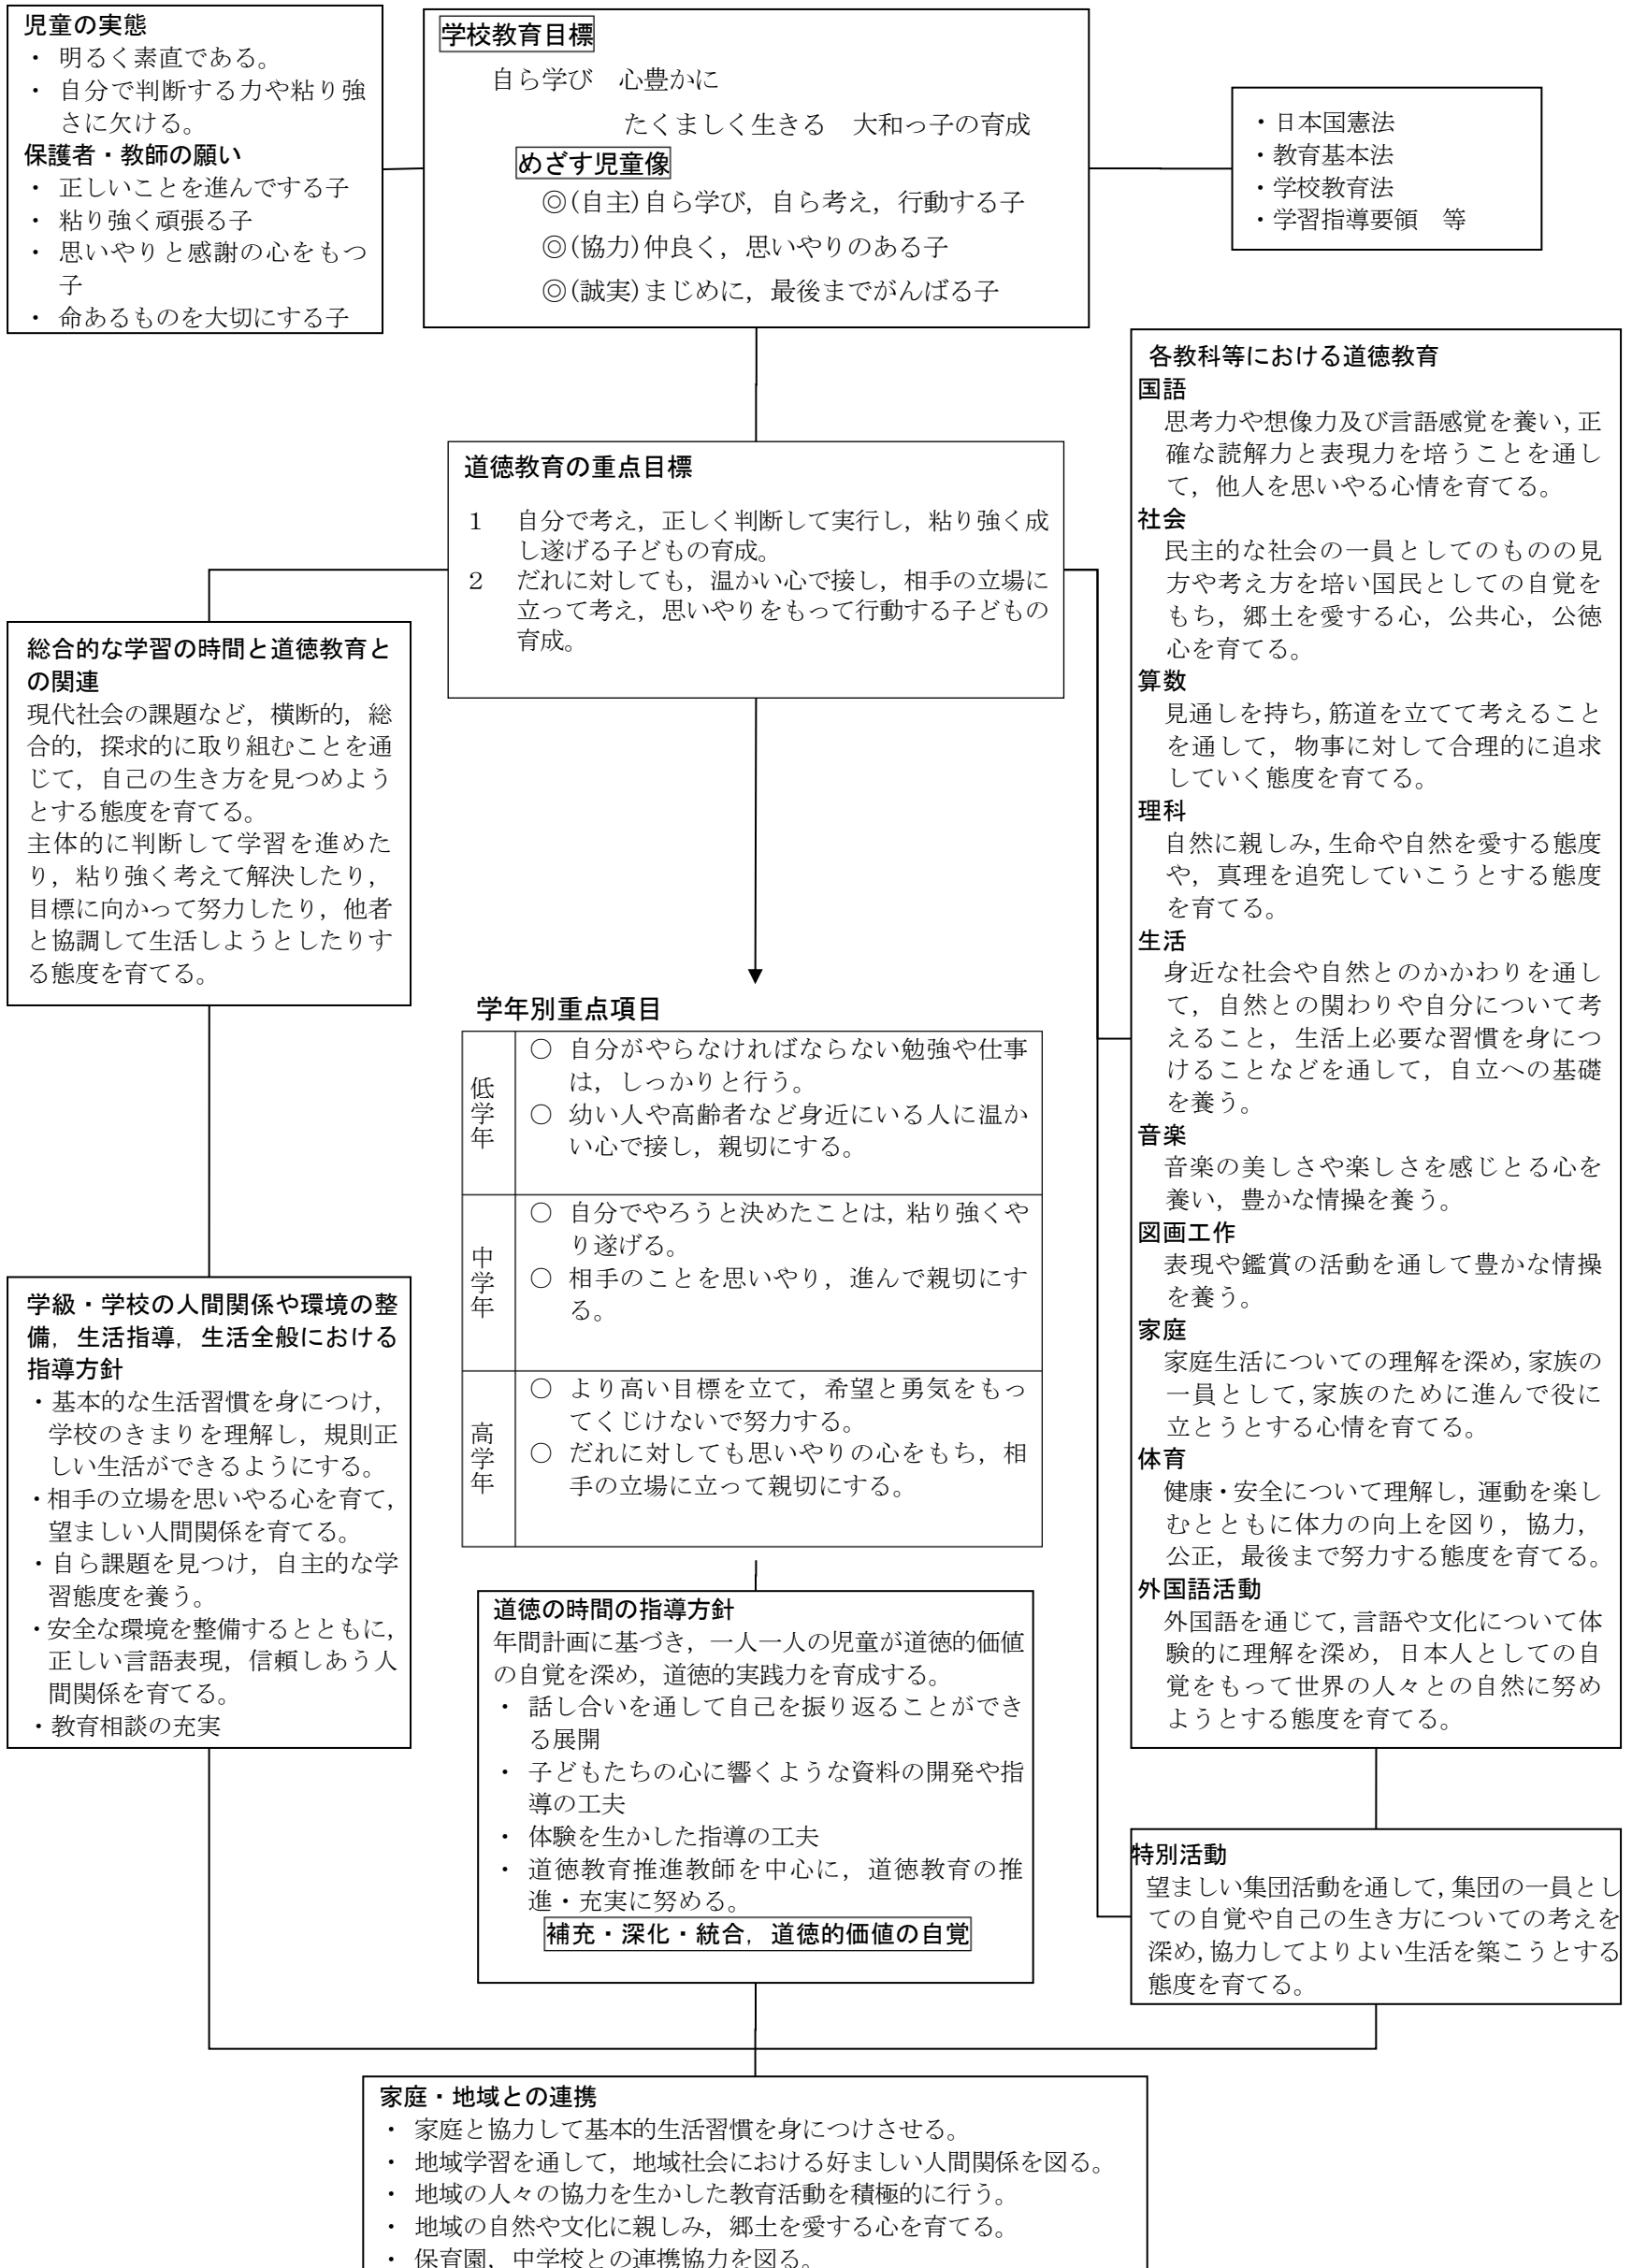 児童の実態
・ 明るく素直である。
・ 自分で判断する力や粘り強
さに欠ける。
保護者・教師の願い
・ 正しいことを進んでする子
・ 粘り強く頑張る子
・ 思いやりと感謝の心をもつ
子
・ 命あるものを大切にする子
学校教育目標
自ら学び　心豊かに
たくましく生きる　大和っ子の育成
めざす児童像
◎(自主)自ら学び，自ら考え，行動する子
◎(協力)仲良く，思いやりのある子
◎(誠実)まじめに，最後までがんばる子
・日本国憲法
・教育基本法
・学校教育法
・学習指導要領　等
道徳教育の重点目標
１　自分で考え，正しく判断して実行し，粘り強く成
し遂げる子どもの育成。
２　だれに対しても，温かい心で接し，相手の立場に
立って考え，思いやりをもって行動する子どもの
育成。
総合的な学習の時間と道徳教育と
の関連
現代社会の課題など，横断的，総
合的，探求的に取り組むことを通
じて，自己の生き方を見つめよう
とする態度を育てる。
主体的に判断して学習を進めた
り，粘り強く考えて解決したり，
目標に向かって努力したり，他者
と協調して生活しようとしたりす
る態度を育てる。
学級・学校の人間関係や環境の整
備，生活指導，生活全般における
指導方針
・基本的な生活習慣を身につけ，
学校のきまりを理解し，規則正
しい生活ができるようにする。
・相手の立場を思いやる心を育て，
望ましい人間関係を育てる。
・自ら課題を見つけ，自主的な学
習態度を養う。
・安全な環境を整備するとともに，
正しい言語表現，信頼しあう人
間関係を育てる。
・教育相談の充実
学年別重点項目
低学年
○ 自分がやらなければならない勉強や仕事
は，しっかりと行う。
○ 幼い人や高齢者など身近にいる人に温か
い心で接し，親切にする。
中学年
○ 自分でやろうと決めたことは，粘り強くや
り遂げる。
○ 相手のことを思いやり，進んで親切にす
る。
高学年
○ より高い目標を立て，希望と勇気をもっ
てくじけないで努力する。
○ だれに対しても思いやりの心をもち，相
手の立場に立って親切にする。
道徳の時間の指導方針
年間計画に基づき，一人一人の児童が道徳的価値
の自覚を深め，道徳的実践力を育成する。
・ 話し合いを通して自己を振り返ることができ
る展開
・ 子どもたちの心に響くような資料の開発や指
導の工夫
・ 体験を生かした指導の工夫
・ 道徳教育推進教師を中心に，道徳教育の推
進・充実に努める。
補充・深化・統合，道徳的価値の自覚
各教科等における道徳教育
国語
思考力や想像力及び言語感覚を養い，正
確な読解力と表現力を培うことを通し
て，他人を思いやる心情を育てる。
社会
民主的な社会の一員としてのものの見
方や考え方を培い国民としての自覚を
もち，郷土を愛する心，公共心，公徳
心を育てる。
算数
見通しを持ち，筋道を立てて考えること
を通して，物事に対して合理的に追求
していく態度を育てる。
理科
自然に親しみ，生命や自然を愛する態度
や，真理を追究していこうとする態度
を育てる。
生活
身近な社会や自然とのかかわりを通し
て，自然との関わりや自分について考
えること，生活上必要な習慣を身につ
けることなどを通して，自立への基礎
を養う。
音楽
音楽の美しさや楽しさを感じとる心を
養い，豊かな情操を養う。
図画工作
表現や鑑賞の活動を通して豊かな情操
を養う。
家庭
家庭生活についての理解を深め，家族の
一員として，家族のために進んで役に
立とうとする心情を育てる。
体育
健康・安全について理解し，運動を楽し
むとともに体力の向上を図り，協力，
公正，最後まで努力する態度を育てる。
外国語活動
外国語を通じて，言語や文化について体
験的に理解を深め，日本人としての自
覚をもって世界の人々との自然に努め
ようとする態度を育てる。
特別活動
望ましい集団活動を通して，集団の一員とし
ての自覚や自己の生き方についての考えを
深め，協力してよりよい生活を築こうとする
態度を育てる。
家庭・地域との連携
・ 家庭と協力して基本的生活習慣を身につけさせる。
・ 地域学習を通して，地域社会における好ましい人間関係を図る。
・ 地域の人々の協力を生かした教育活動を積極的に行う。
・ 地域の自然や文化に親しみ，郷土を愛する心を育てる。
・ 保育園，中学校との連携協力を図る。